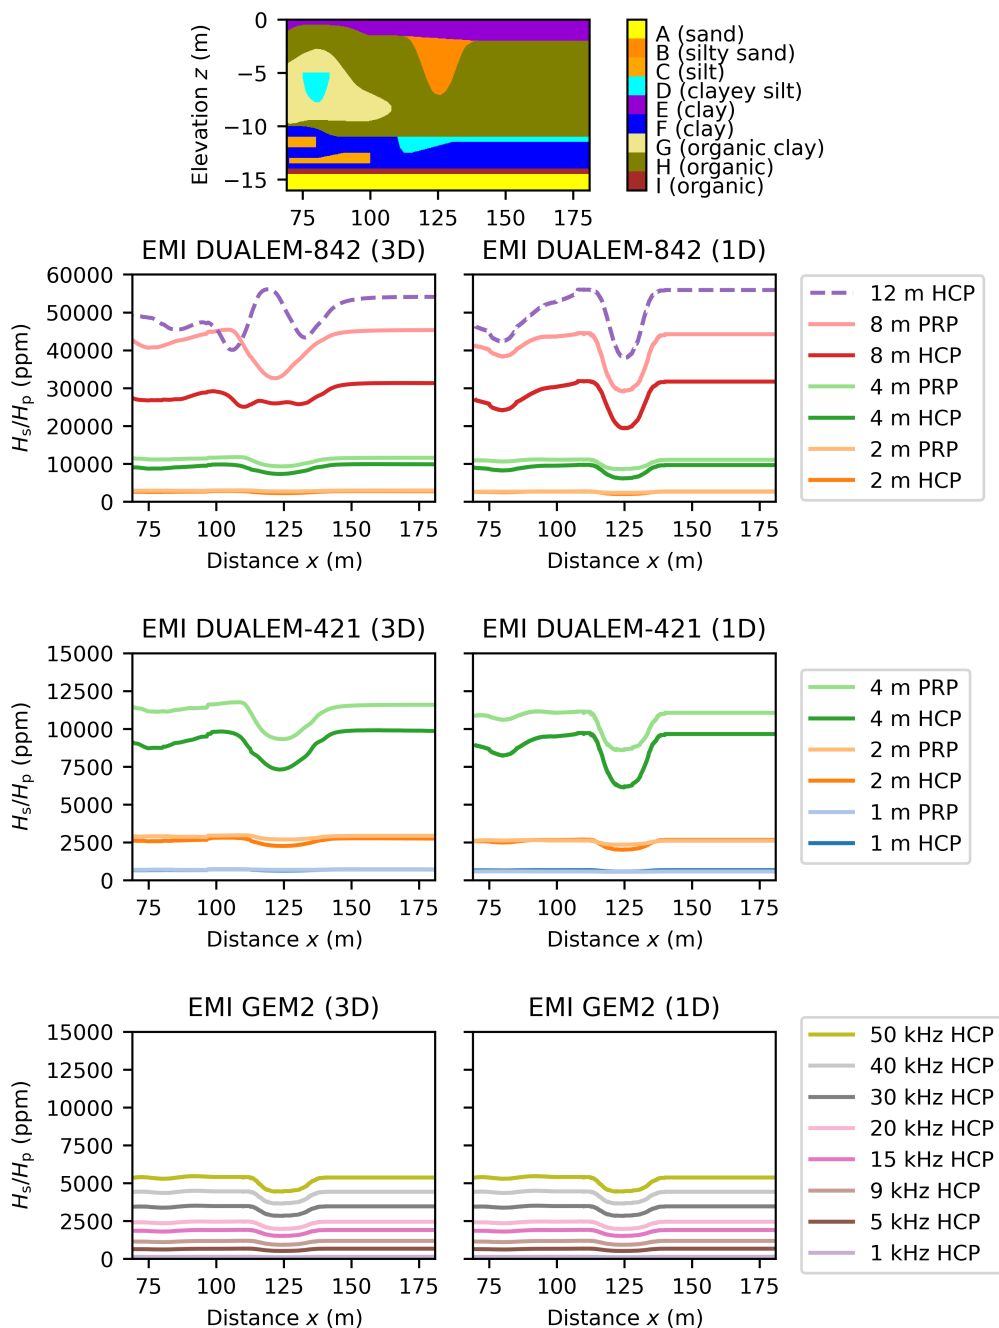 0
−5
−10
−15
Elevation z (m)
75 100 125 150 175
A (sand)
B (silty sand)
C (silt)
D (clayey silt)
E (clay)
F (clay)
G (organic clay)
H (organic)
I (organic)
EMI DUALEM-842 (3D)
EMI DUALEM-842 (1D)
60000
50000
40000
30000
20000
10000
0
Hs/Hp (ppm)
75 100 125 150 175
75 100 125 150 175
Distance x (m)
Distance x (m)
12 m HCP
8 m PRP
8 m HCP
4 m PRP
4 m HCP
2 m PRP
2 m HCP
EMI DUALEM-421 (3D)
EMI DUALEM-421 (1D)
15000
12500
10000
7500
5000
2500
0
Hs/Hp (ppm)
75 100 125 150 175
75 100 125 150 175
Distance x (m)
Distance x (m)
4 m PRP
4 m HCP
2 m PRP
2 m HCP
1 m PRP
1 m HCP
EMI GEM2 (3D)
EMI GEM2 (1D)
15000
12500
10000
7500
5000
2500
0
Hs/Hp (ppm)
75 100 125 150 175
75 100 125 150 175
Distance x (m)
Distance x (m)
50 kHz HCP
40 kHz HCP
30 kHz HCP
20 kHz HCP
15 kHz HCP
9 kHz HCP
5 kHz HCP
1 kHz HCP